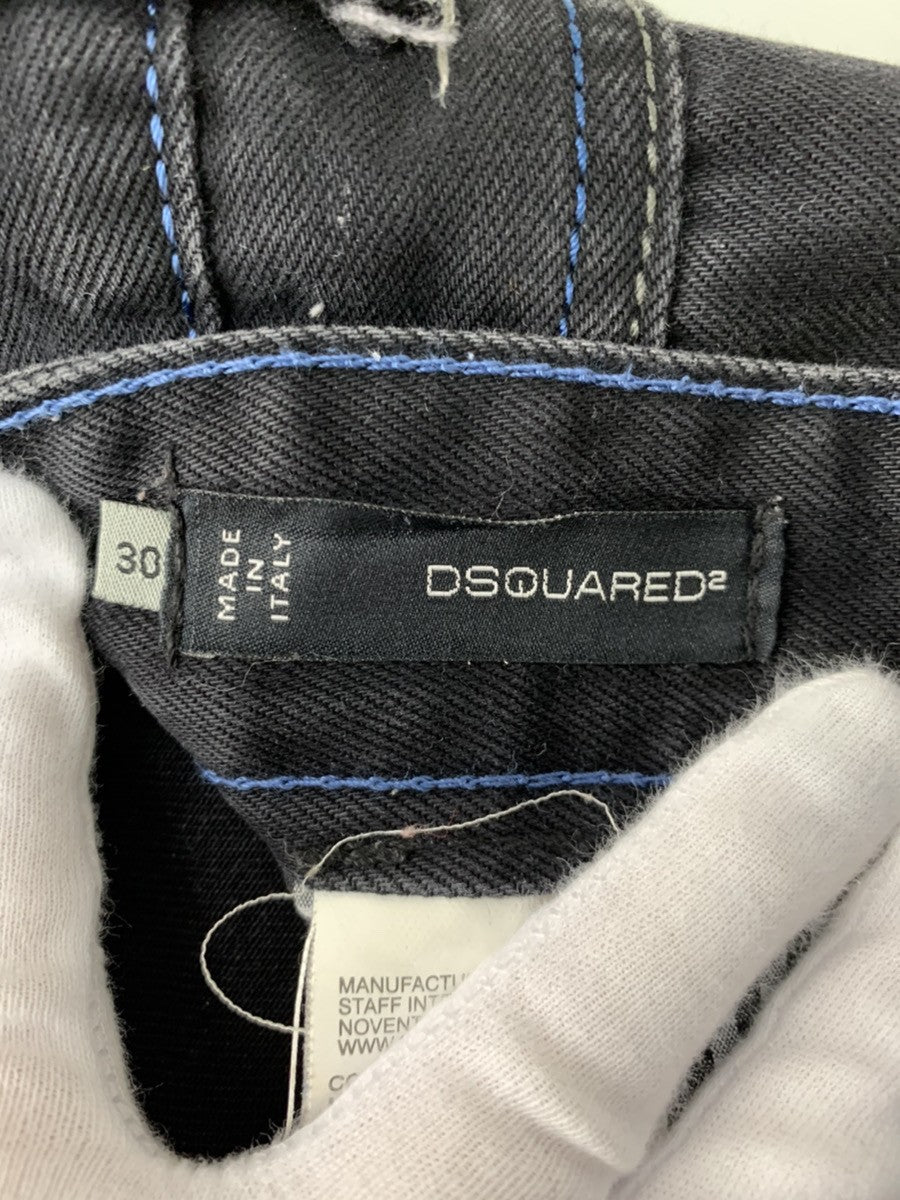 30
MADE
IN
ITALY
DSQUARED²
MANUFACTU
STAFF INT
NOVENT
WWW.
CO